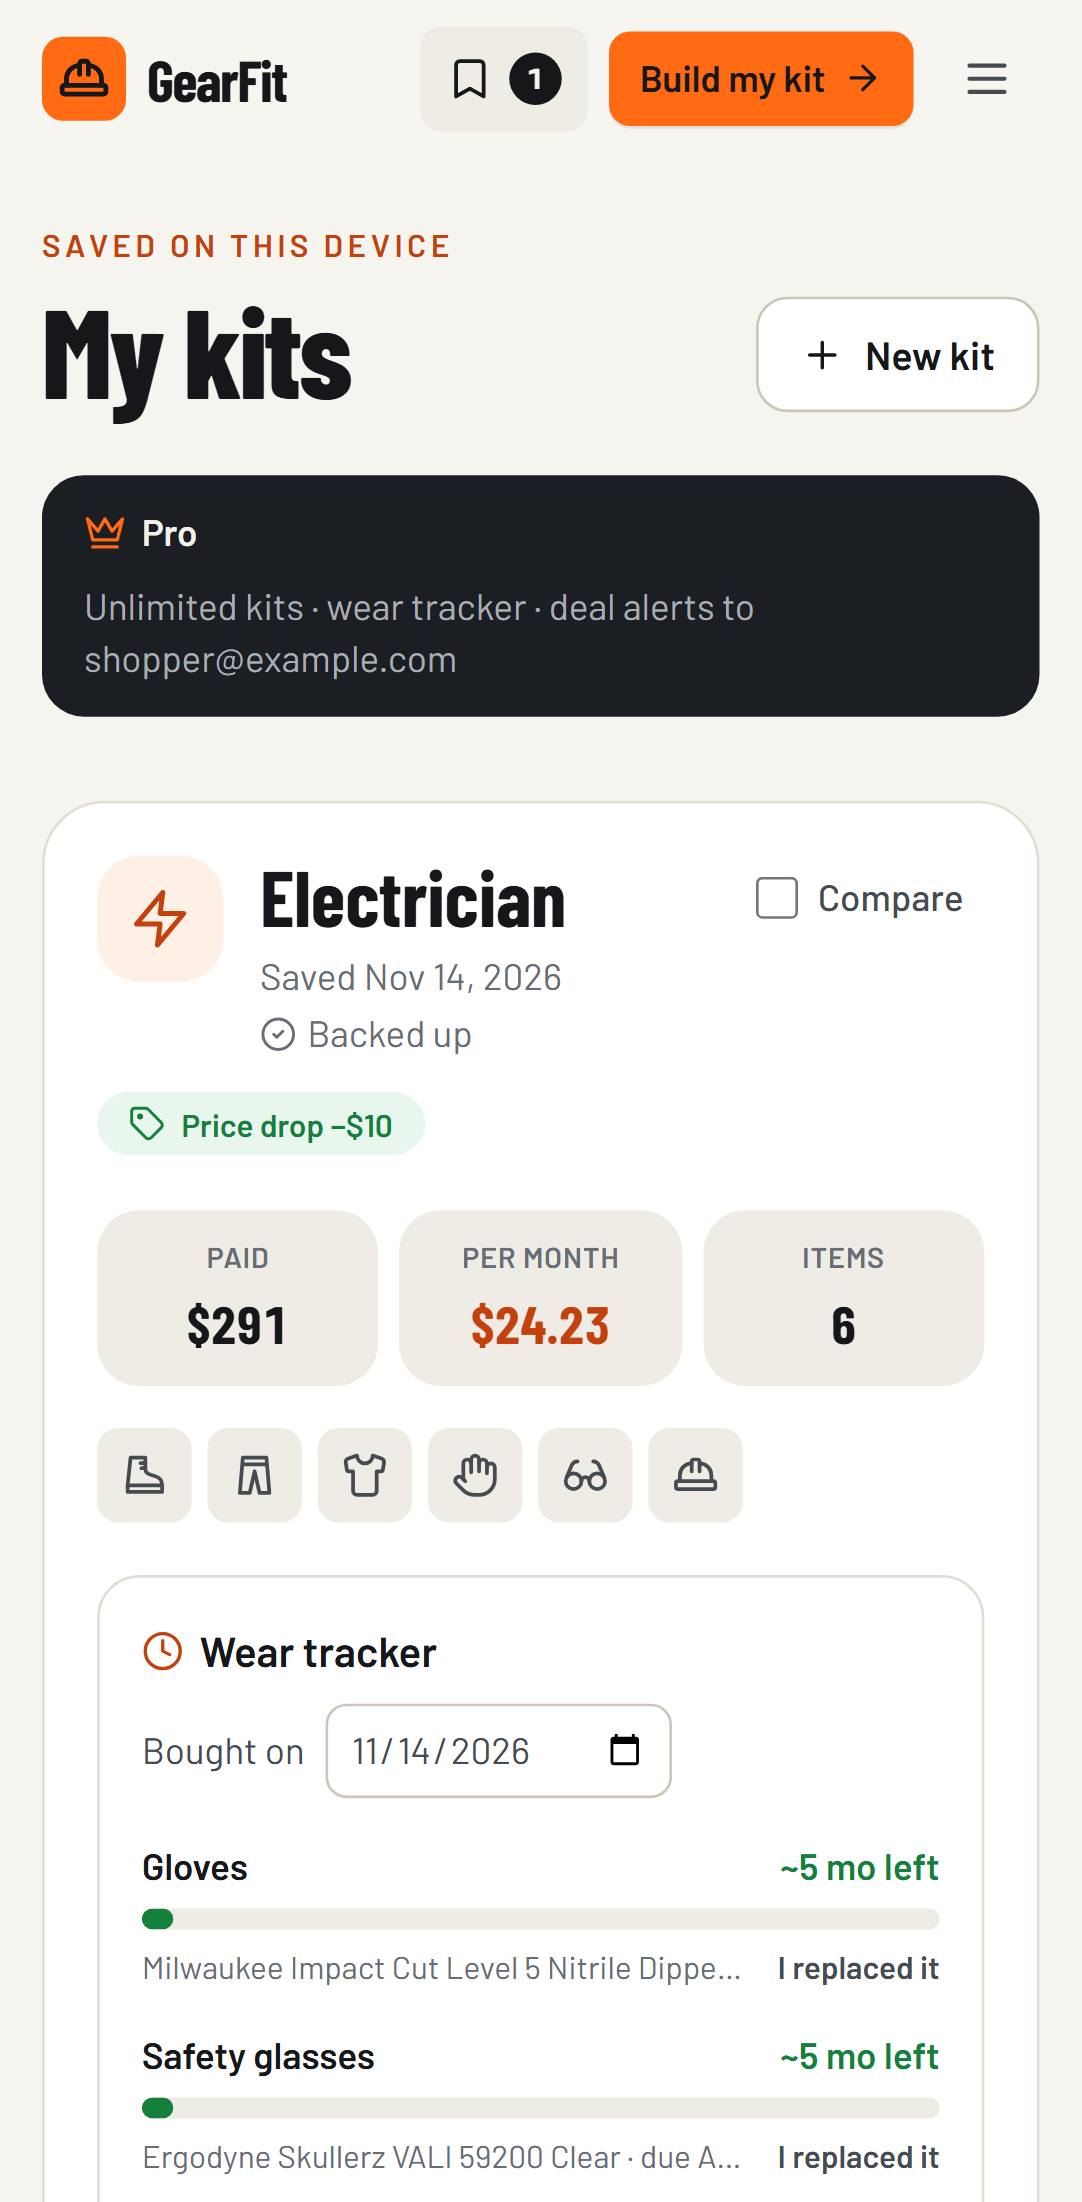 GearFit
1
Build my kit
SAVED ON THIS DEVICE
My kits
New kit
Pro
Unlimited kits · wear tracker · deal alerts to
shopper@example.com
Electrician
Compare
Saved Nov 14, 2026
Backed up
Price drop −$10
PAID
$291
PER MONTH
$24.23
ITEMS
6
Wear tracker
Bought on
11/14/2026
Gloves
~5 mo left
Milwaukee Impact Cut Level 5 Nitrile Dippe...
I replaced it
Safety glasses
~5 mo left
Ergodyne Skullerz VALI 59200 Clear · due A...
I replaced it